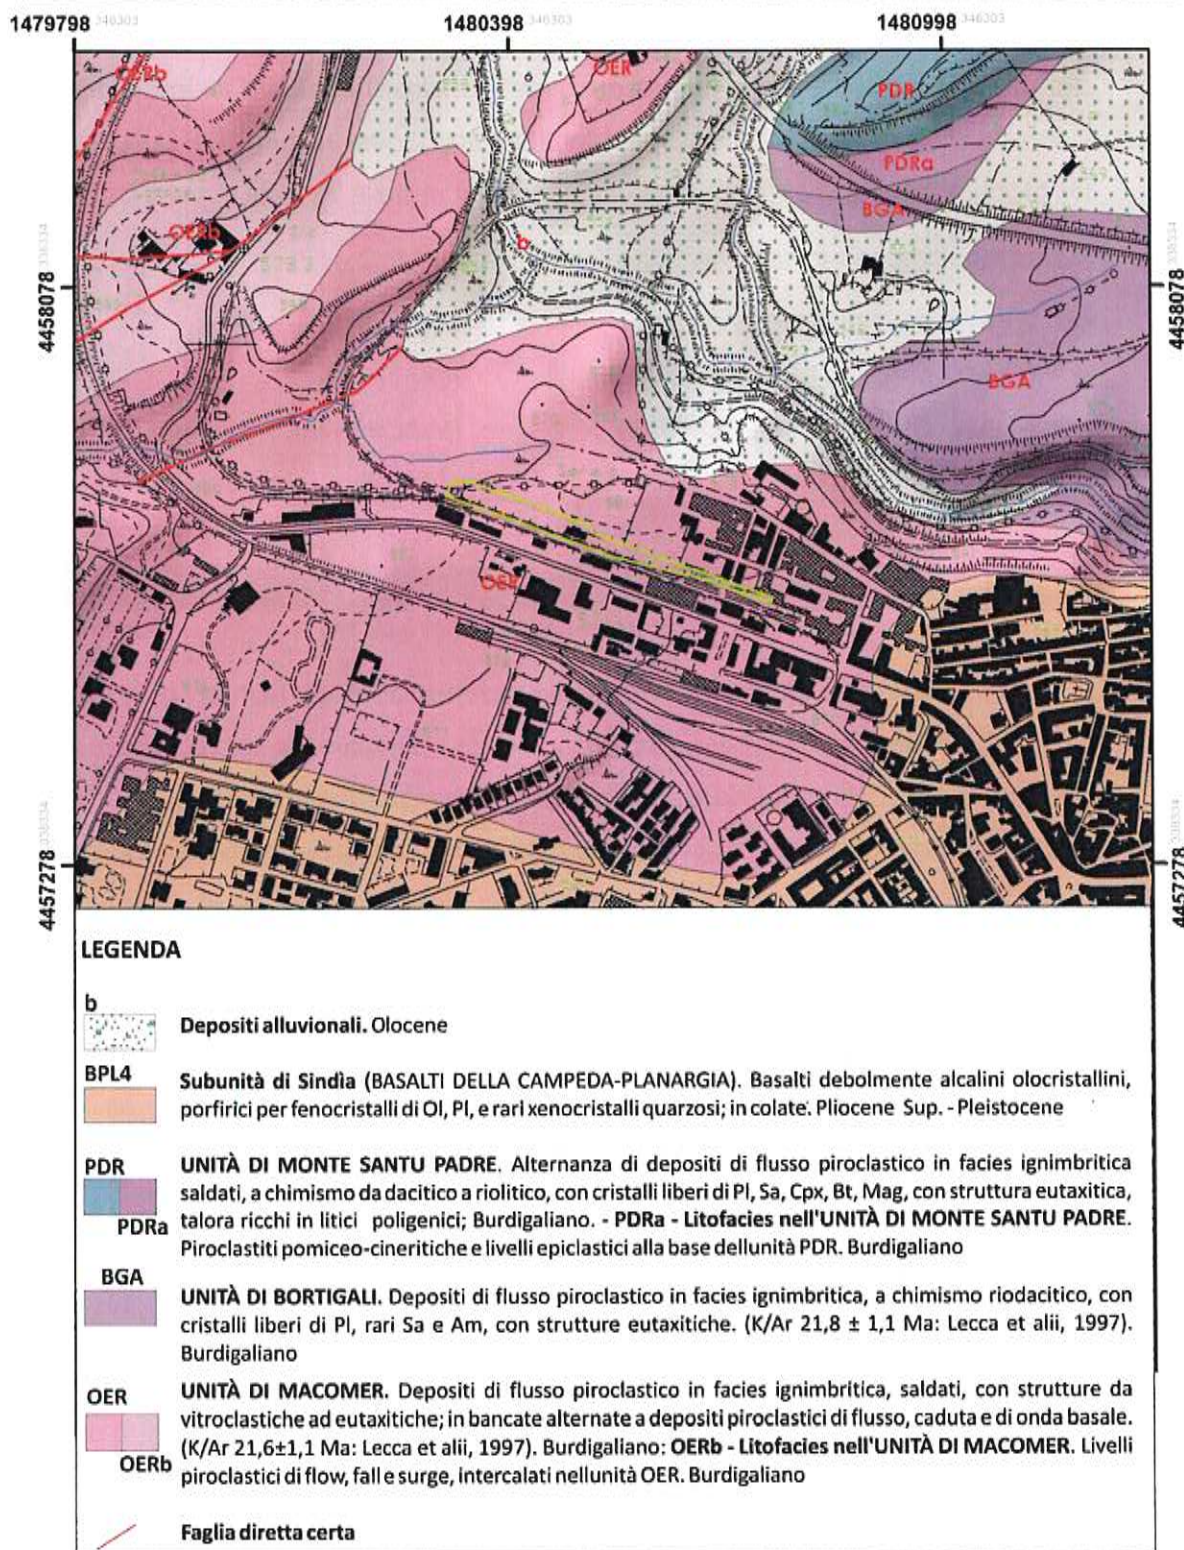 1479798
1480398
1480998
346303
346303
346303
OERb
OER
PDR
PDRa
BGA
OERb
b
BGA
OER
4458078
4458078
4457278
4457278
338334
338334
338334
338334
LEGENDA
b
Depositi alluvionali. Olocene
BPL4
Subunità di Sindia (BASALTI DELLA CAMPEDA-PLANARGIA). Basalti debolmente alcalini olocristallini,
porfirici per fenocristalli di Ol, Pl, e rari xenocristalli quarzosi; in colate. Pliocene Sup. - Pleistocene
PDR
PDRa
UNITÀ DI MONTE SANTU PADRE. Alternanza di depositi di flusso piroclastico in facies ignimbritica
saldati, a chimismo da dacitico a riolitico, con cristalli liberi di Pl, Sa, Cpx, Bt, Mag, con struttura eutaxitica,
talora ricchi in litici poligenici; Burdigaliano. - PDRa - Litofacies nell'UNITÀ DI MONTE SANTU PADRE.
Piroclastiti pomiceo-cineritiche e livelli epiclastici alla base dellunità PDR. Burdigaliano
BGA
UNITÀ DI BORTIGALI. Depositi di flusso piroclastico in facies ignimbritica, a chimismo riodacitico, con
cristalli liberi di Pl, rari Sa e Am, con strutture eutaxitiche. (K/Ar 21,8 ± 1,1 Ma: Lecca et alii, 1997).
Burdigaliano
OER
OERb
UNITÀ DI MACOMER. Depositi di flusso piroclastico in facies ignimbritica, saldati, con strutture da
vitroclastiche ad eutaxitiche; in bancate alternate a depositi piroclastici di flusso, caduta e di onda basale.
(K/Ar 21,6±1,1 Ma: Lecca et alii, 1997). Burdigaliano: OERb - Litofacies nell'UNITÀ DI MACOMER. Livelli
piroclastici di flow, fall e surge, intercalati nellunità OER. Burdigaliano
Faglia diretta certa